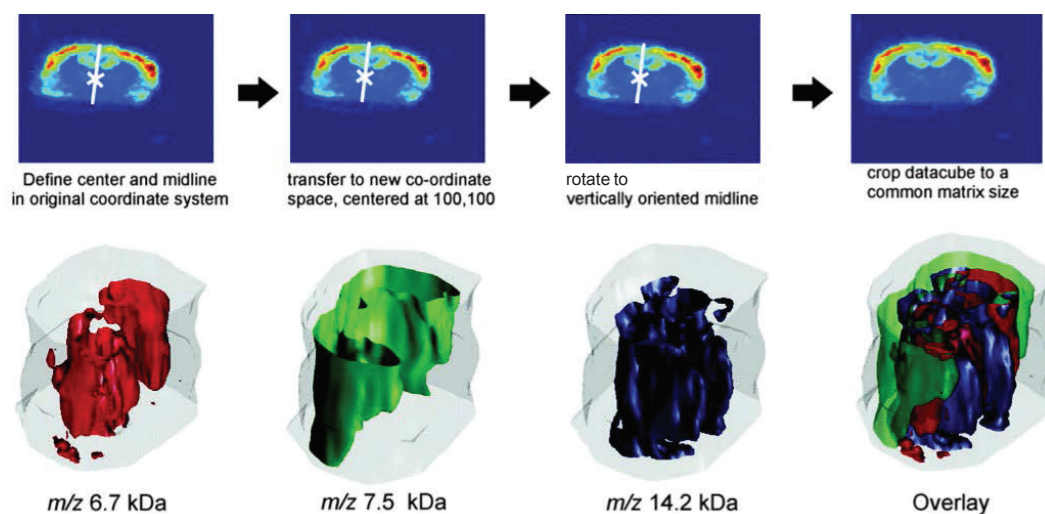 Define center and midline
in original coordinate system
transfer to new co-ordinate
space, centered at 100,100
rotate to
vertically oriented midline
crop datacube to a
common matrix size
m/z 6.7 kDa
m/z 7.5 kDa
m/z 14.2 kDa
Overlay